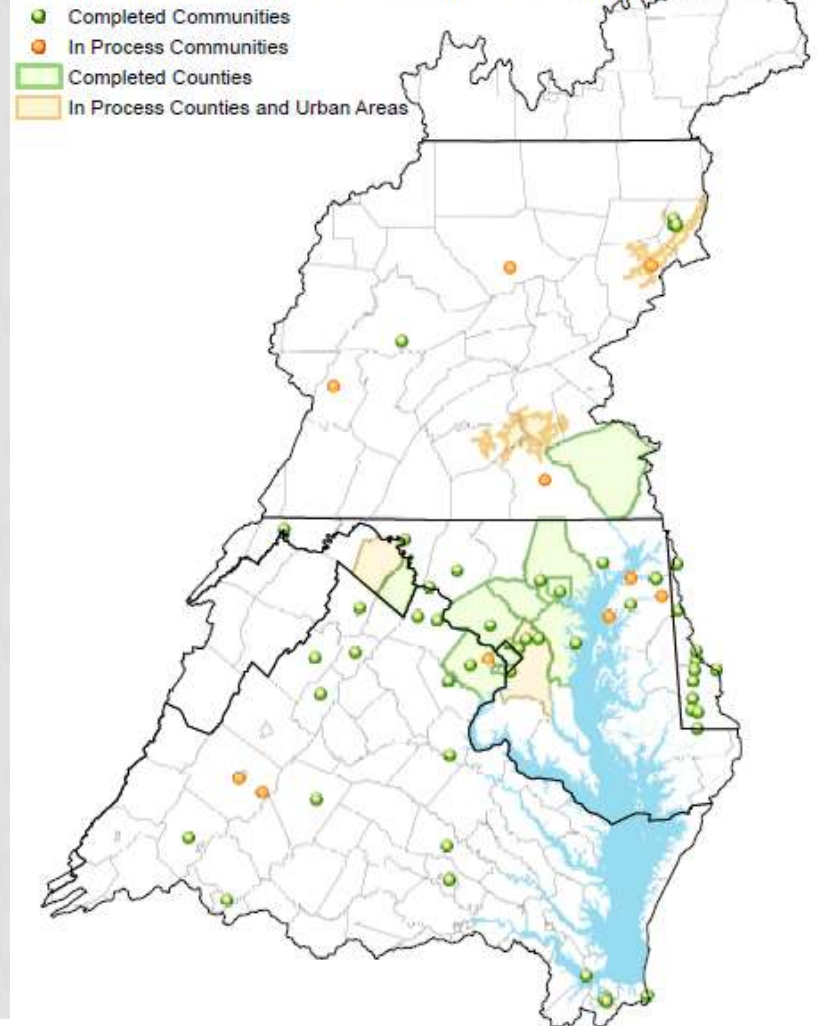 Completed Communities
In Process Communities
Completed Counties
In Process Counties and Urban Areas